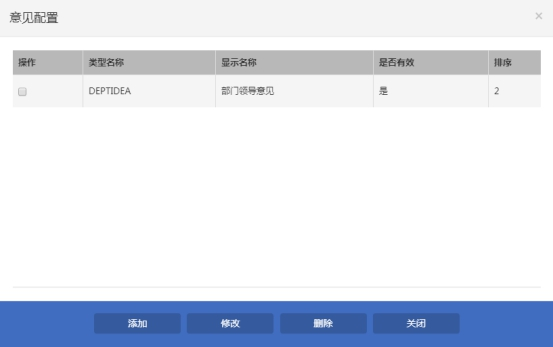 意见配置
×
操作 类型名称 显示名称 是否有效 排序
DEPTIDEA 部门领导意见 是 2
添加 修改 删除 关闭